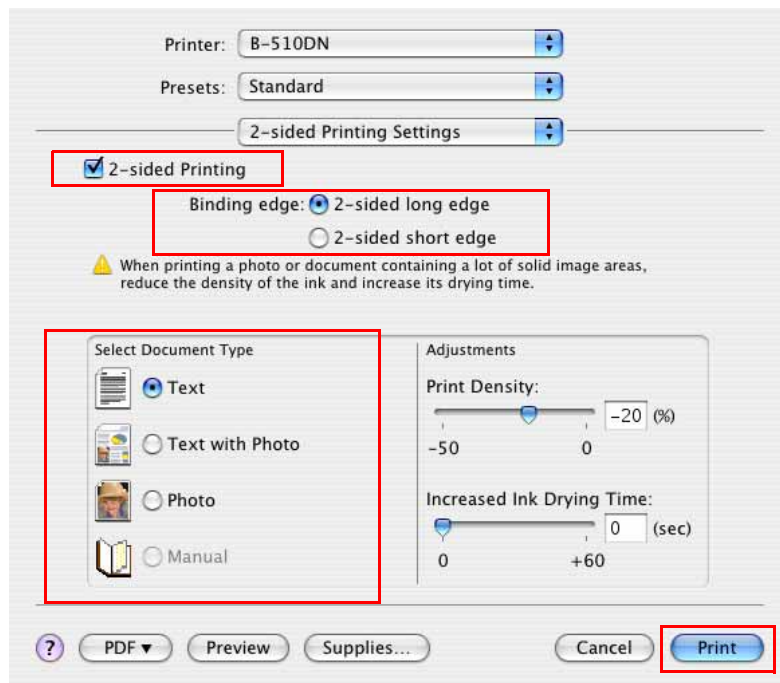 Printer: B-510DN
Presets: Standard
2-sided Printing Settings
2-sided Printing
Binding edge: 2-sided long edge
2-sided short edge
When printing a photo or document containing a lot of solid image areas,
reduce the density of the ink and increase its drying time.
Select Document Type
Text
Text with Photo
Photo
Manual
Adjustments
Print Density:
-20 (%)
-50 0
Increased Ink Drying Time:
0 (sec)
0 +60
? PDF▼ Preview Supplies... Cancel Print